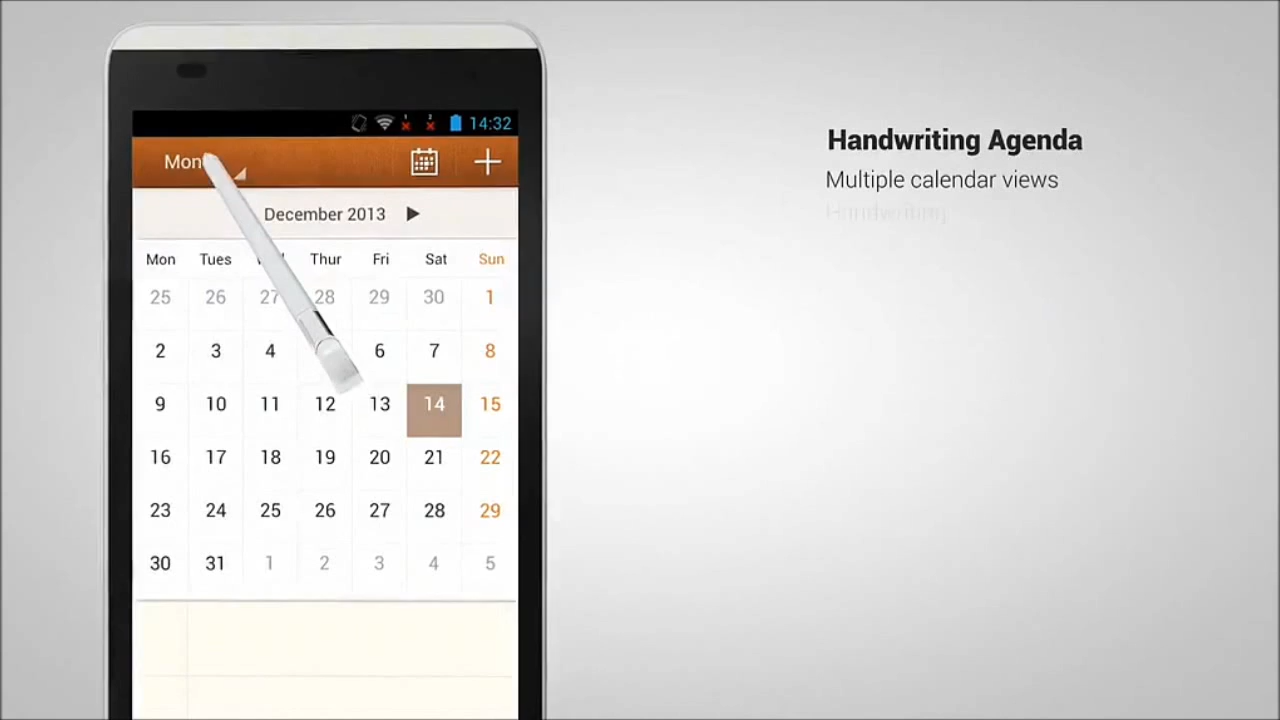 14:32
December 2013
Mon Tues Thur Fri Sat Sun
25 26 27 28 29 30 1
2 3 4 6 7 8
9 10 11 12 13 14 15
16 17 18 19 20 21 22
23 24 25 26 27 28 29
30 31 1 2 3 4 5
Handwriting Agenda
Multiple calendar views
Handwriting